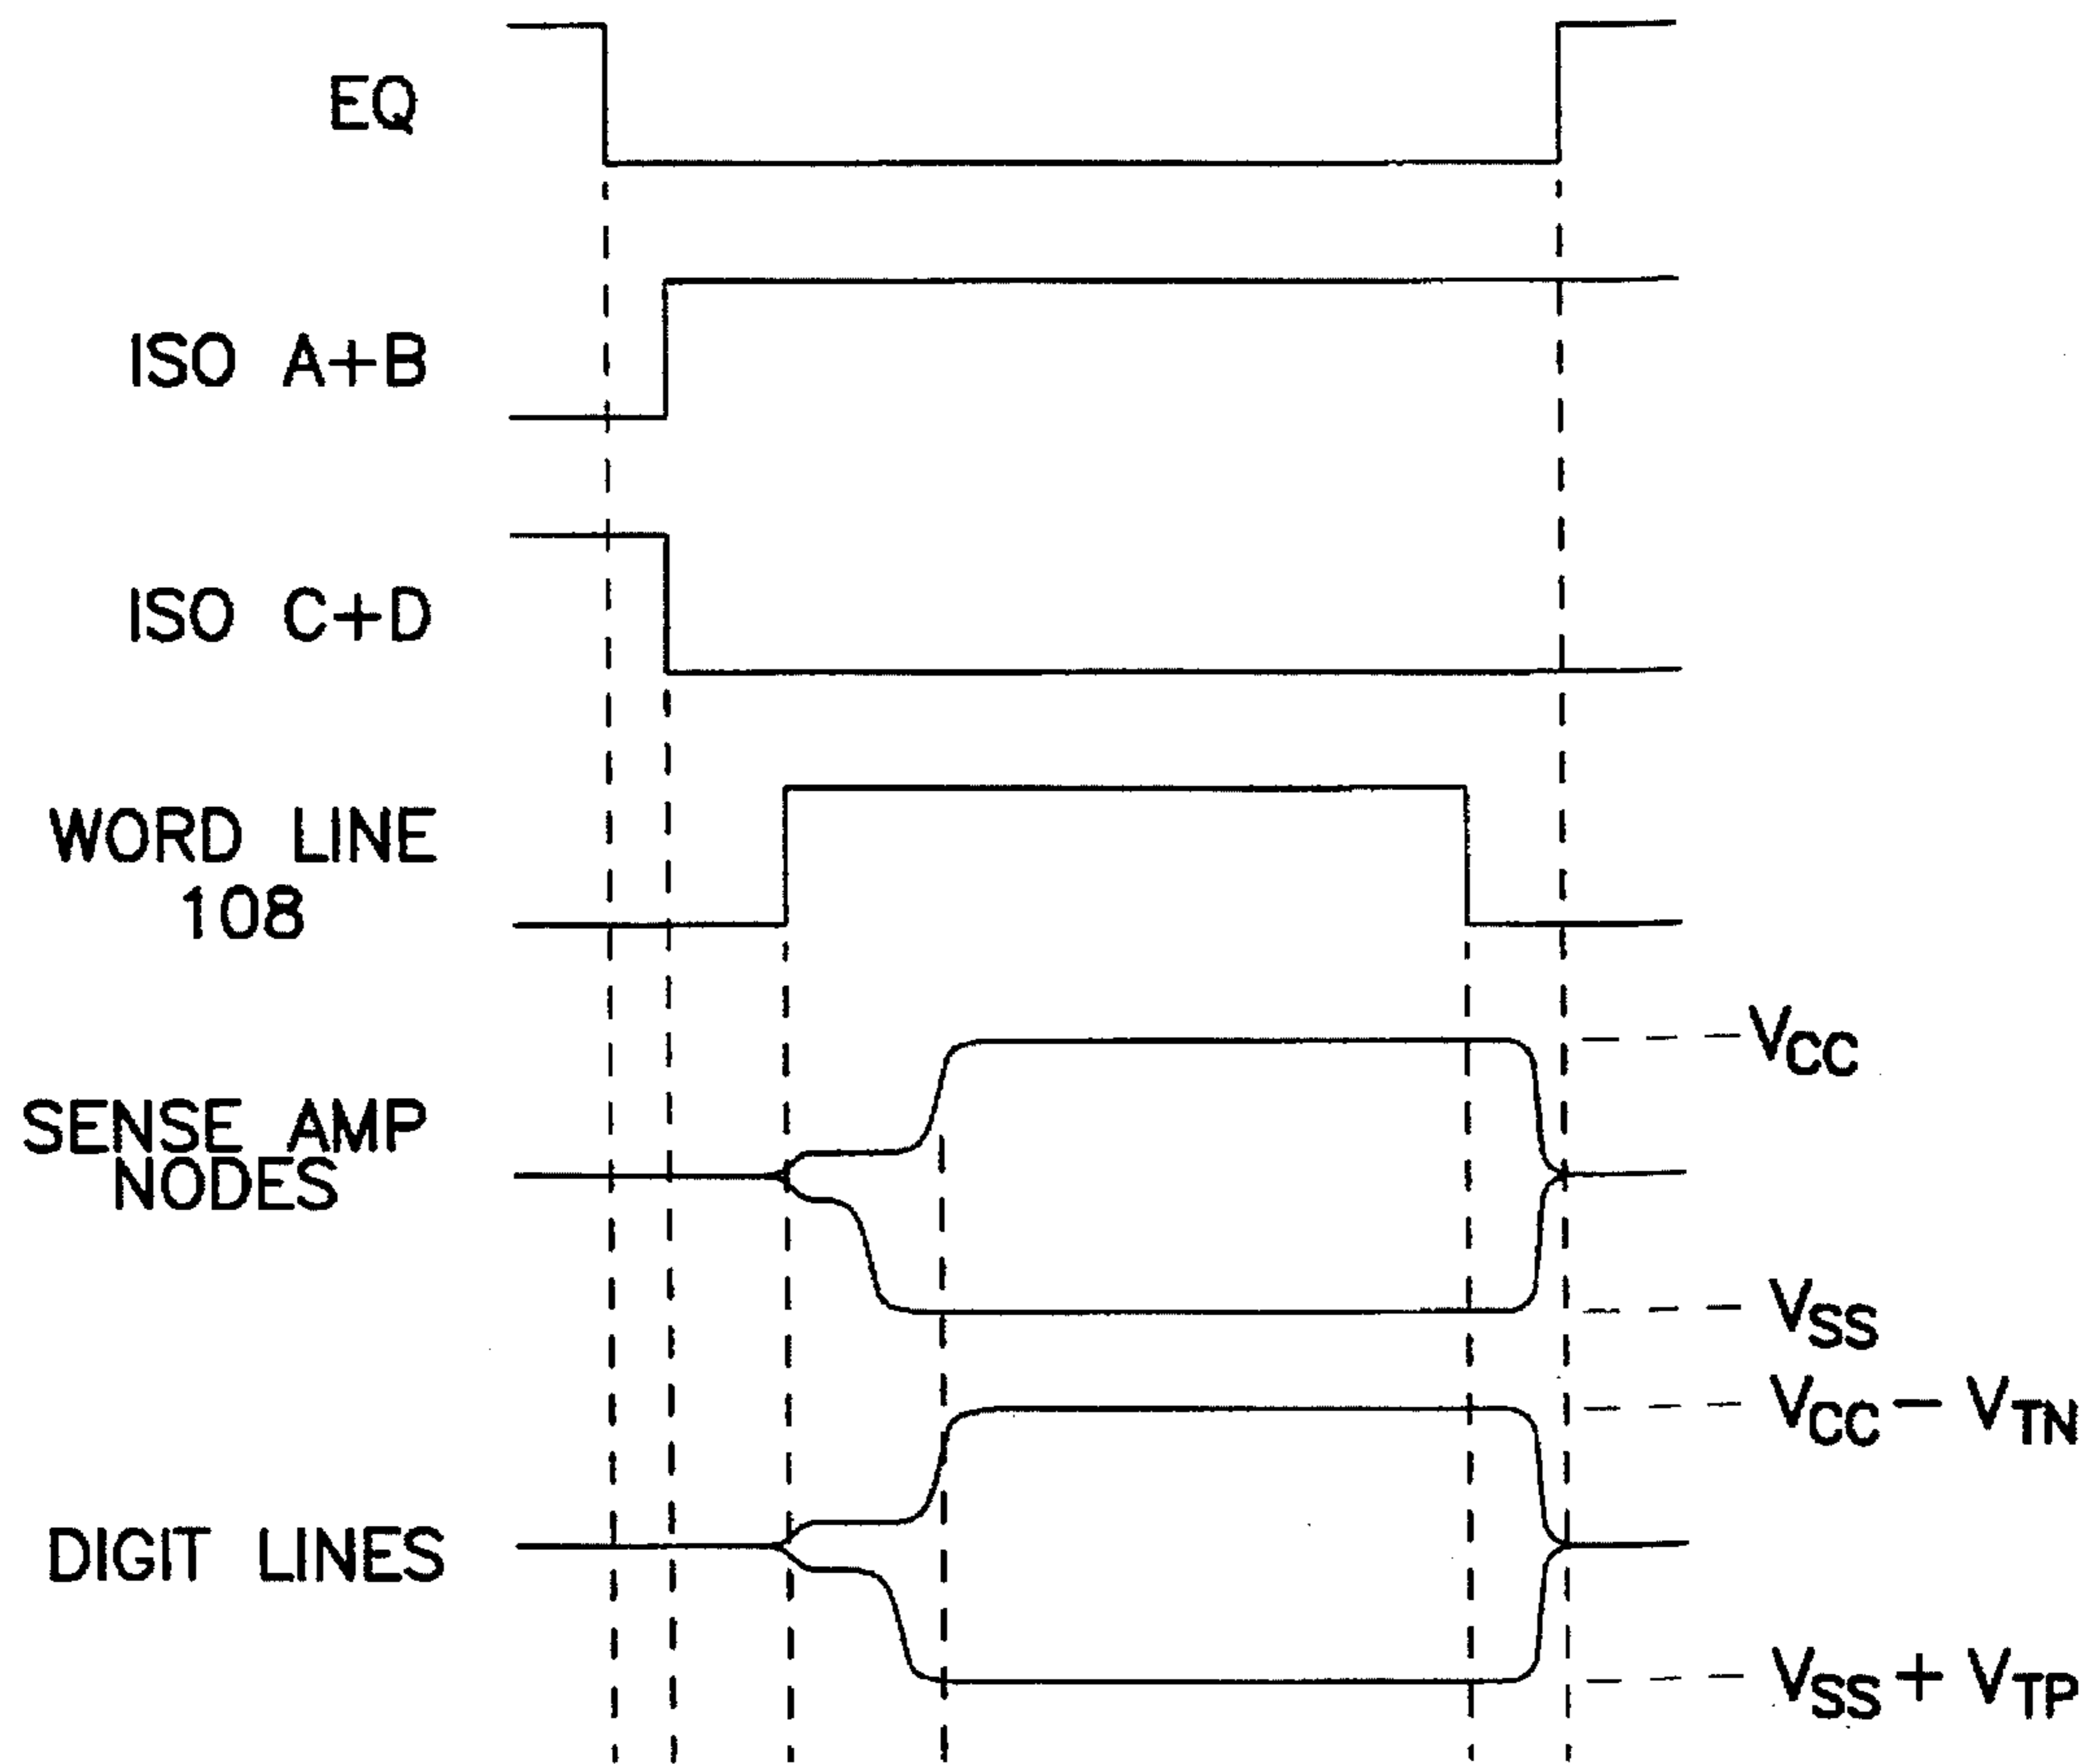 EQ
ISO A+B
ISO C+D
WORD LINE
108
VCC
SENSE AMP
NODES
VSS
VCC - VTN
DIGIT LINES
VSS + VTP